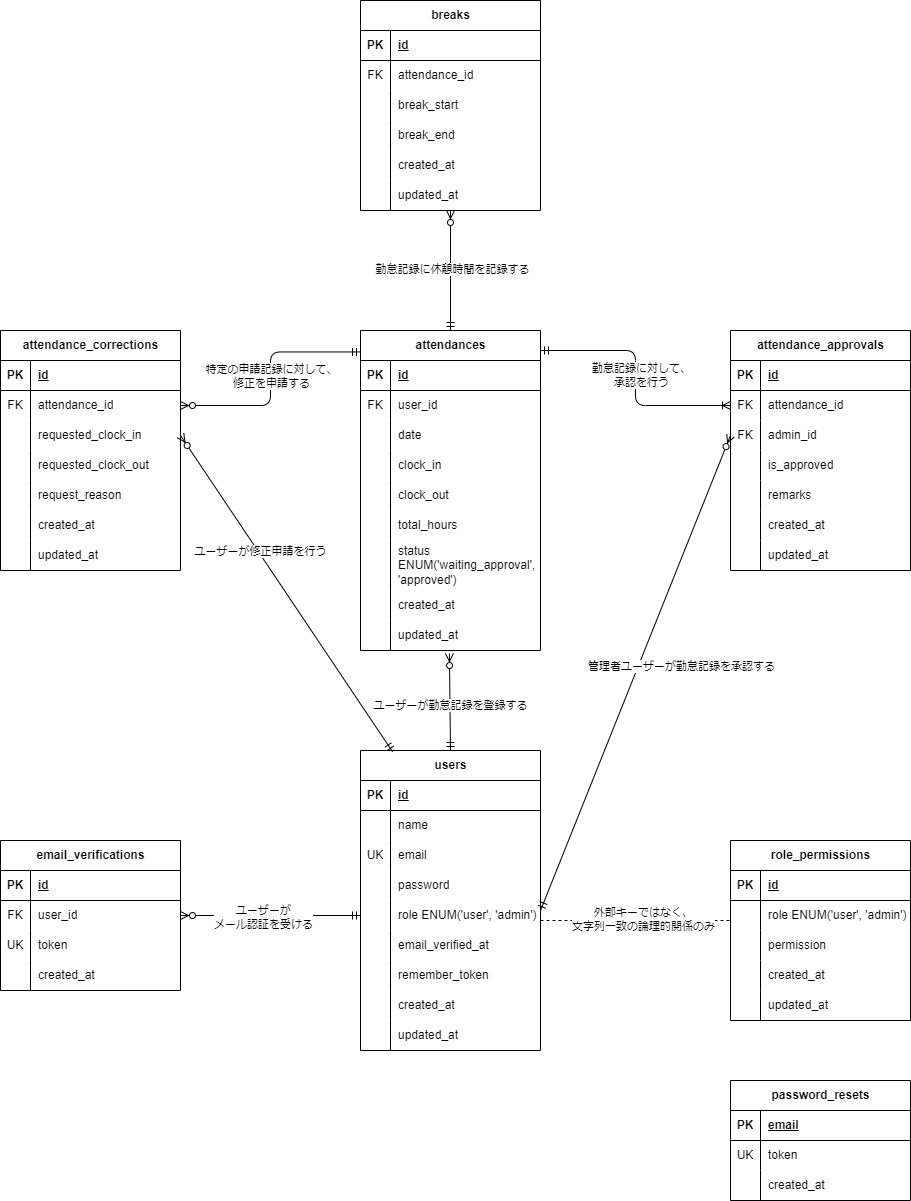 breaks
PK id
FK attendance_id
break_start
break_end
created_at
updated_at
勤怠記録に休憩時間を記録する
attendance_corrections
PK id
FK attendance_id
requested_clock_in
requested_clock_out
request_reason
created_at
updated_at
特定の申請記録に対して、
修正を申請する
attendances
PK id
FK user_id
date
clock_in
clock_out
total_hours
status
ENUM('waiting_approval',
'approved')
created_at
updated_at
勤怠記録に対して、
承認を行う
attendance_approvals
PK id
FK attendance_id
FK admin_id
is_approved
remarks
created_at
updated_at
ユーザーが修正申請を行う
管理者ユーザーが勤怠記録を承認する
ユーザーが勤怠記録を登録する
users
PK id
name
UK email
password
role ENUM('user', 'admin')
email_verified_at
remember_token
created_at
updated_at
email_verifications
PK id
FK user_id
UK token
created_at
ユーザーが
メール認証を受ける
外部キーではなく、
文字列一致の論理的関係のみ
role_permissions
PK id
role ENUM('user', 'admin')
permission
created_at
updated_at
password_resets
PK email
UK token
created_at